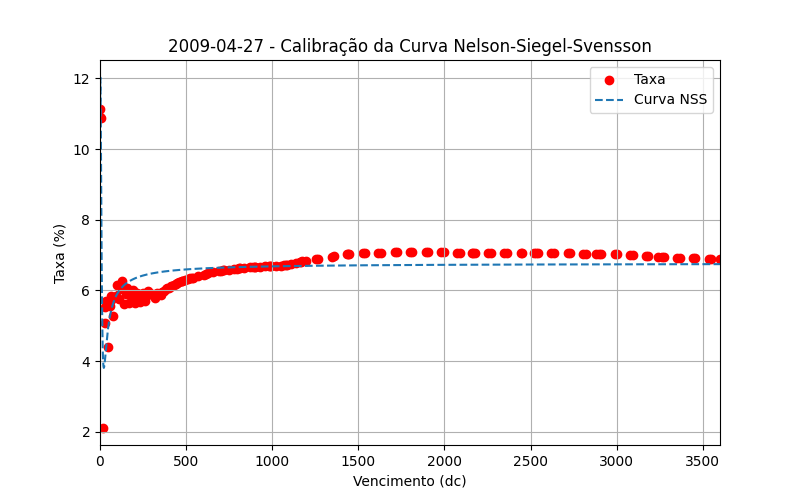 2009-04-27 - Calibração da Curva Nelson-Siegel-Svensson
Taxa
Curva NSS
Taxa (%)
12
10
8
6
4
2
0
500
1000
1500
2000
2500
3000
3500
Vencimento (dc)